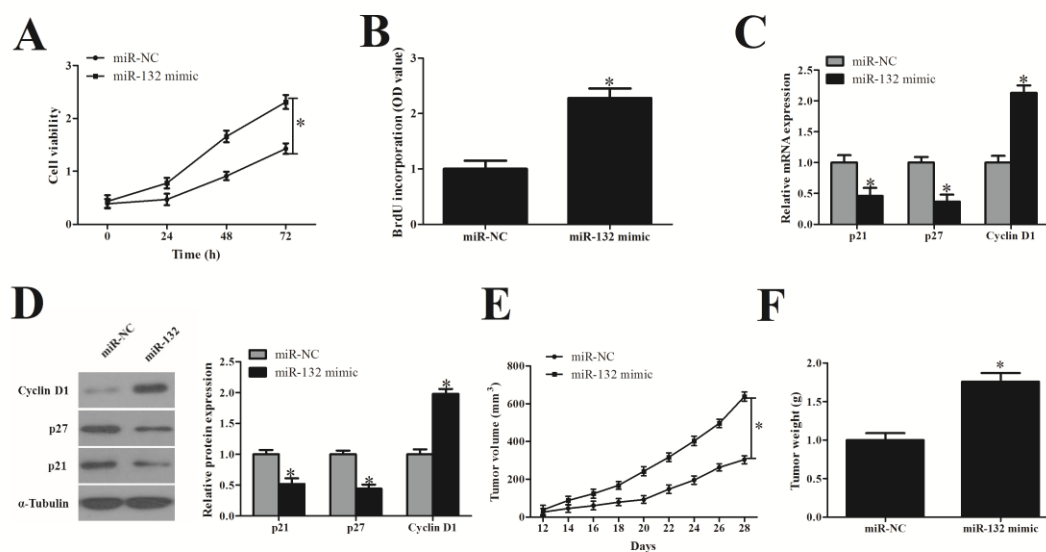 A
miR-NC
miR-132 mimic
Cell viability
3
2
1
0
0 24 48 72
Time (h)
*
B
BrdU incorporation (OD value)
3
2
1
0
*
miR-NC miR-132 mimic
C
miR-NC
miR-132 mimic
Relative mRNA expression
2.5
2.0
1.5
1.0
0.5
0.0
* * *
p21 p27 Cyclin D1
D
miR-NC miR-132
Cyclin D1
p27
p21
α-Tubulin
miR-NC
miR-132 mimic
Relative protein expression
2.5
2.0
1.5
1.0
0.5
0.0
* * *
p21 p27 Cyclin D1
E
miR-NC
miR-132 mimic
Tumor volume (mm³)
800
600
400
200
0
12 14 16 18 20 22 24 26 28
Days
*
F
Tumor weight (g)
2.0
1.5
1.0
0.5
0.0
*
miR-NC miR-132 mimic